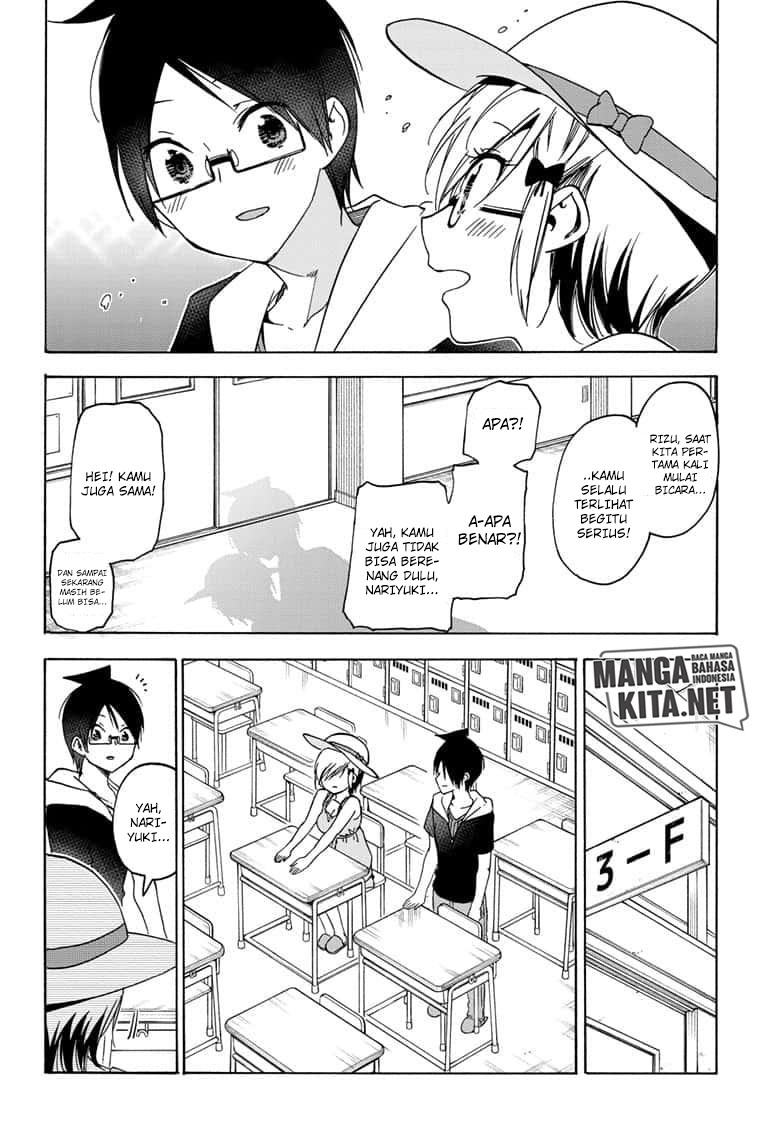 RIZU, SAAT
KITA PER-
TAMA KALI
MULAI
BICARA...
..KAMU
SELALU
TERLIHAT
BEGITU
SERIUS!
APA?!
A-APA
BENAR?!
YAH, KAMU
JUGA TIDAK
BISA BERE-
NANG DULU,
NARIYUKI...
HEI! KAMU
JUGA SAMA!
DAN SAMPAI
SEKARANG
MASIH BE-
LUM BISA...
MANGA
BACA MANGA
BAHASA
INDONESIA
KITA.NET
3-F
YAH,
NARI-
YUKI...